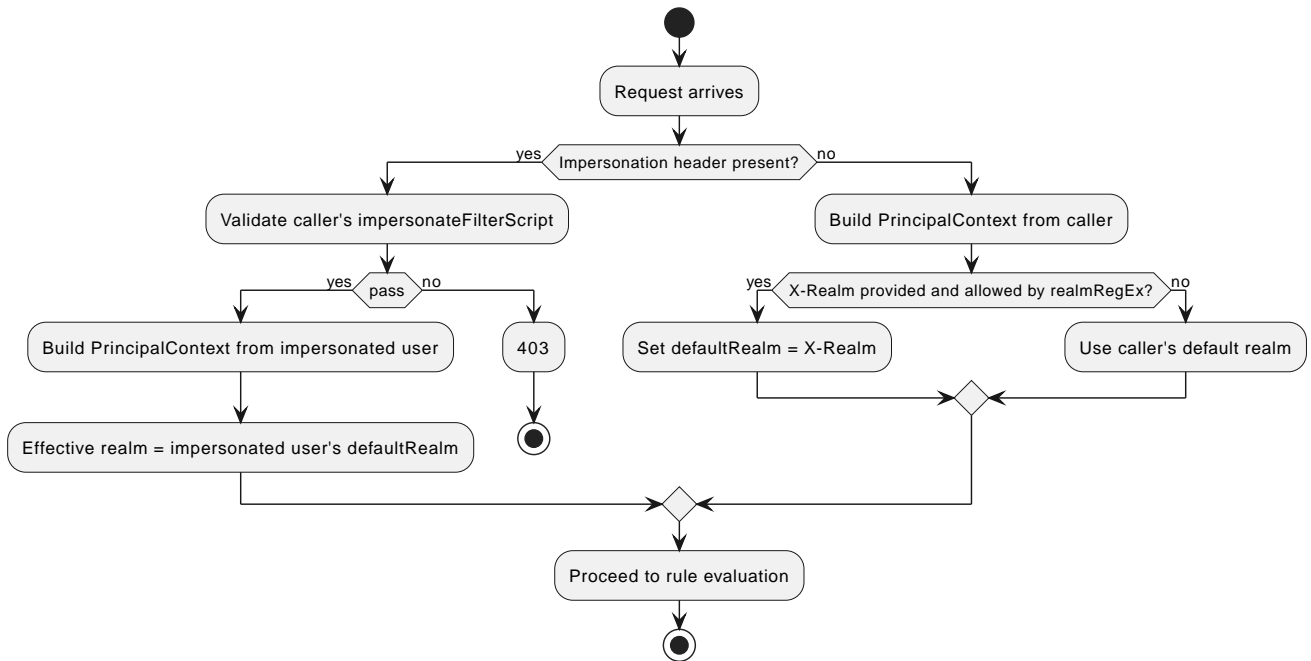 Request arrives
yes
Impersonation header present?
no
Validate caller's impersonateFilterScript
yes
pass
no
Build PrincipalContext from impersonated user
Effective realm = impersonated user's defaultRealm
403
Build PrincipalContext from caller
yes
X-Realm provided and allowed by realmRegEx?
no
Set defaultRealm = X-Realm
Use caller's default realm
Proceed to rule evaluation